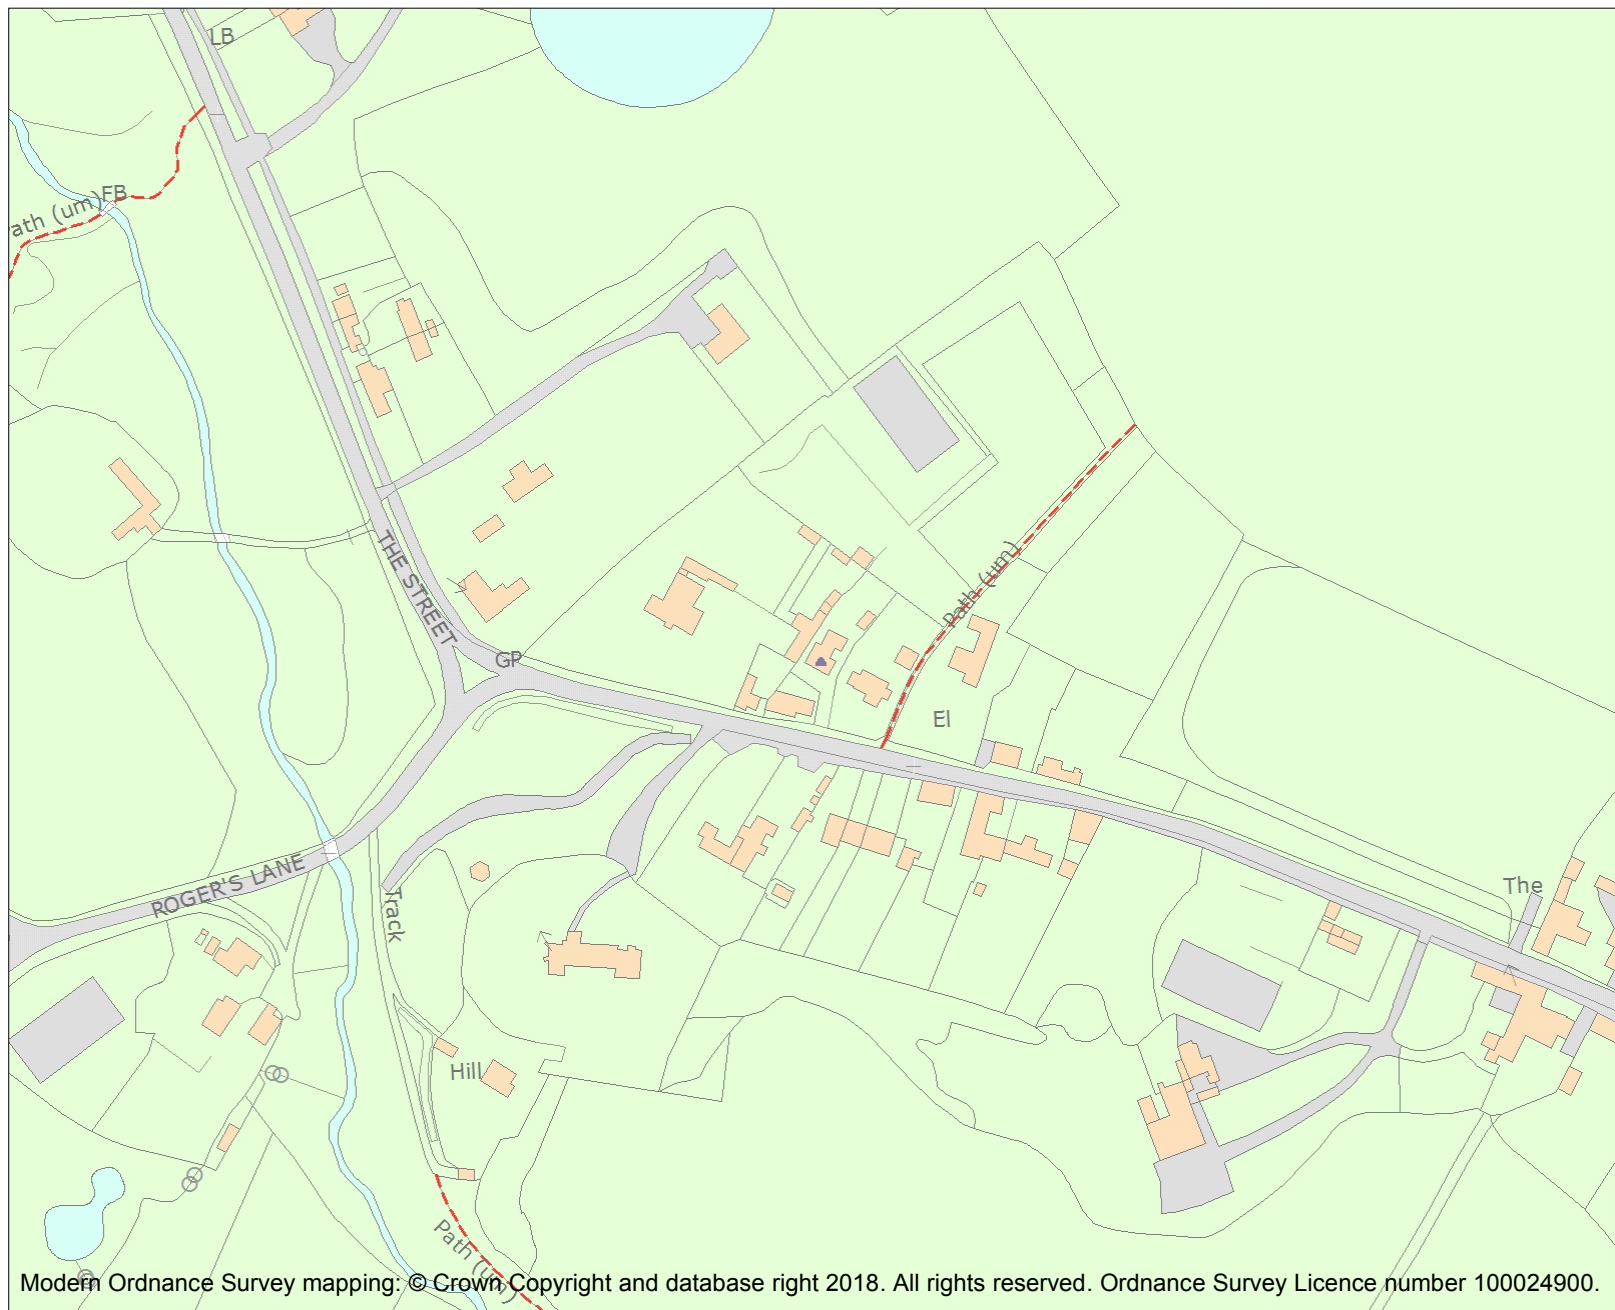 LB
FB
ath (um)
THE STREET
GP
Path (um)
El
ROGER'S LANE
Track
The
Hill
Path (um)
Modern Ordnance Survey mapping: © Crown Copyright and database right 2018. All rights reserved. Ordnance Survey Licence number 100024900.